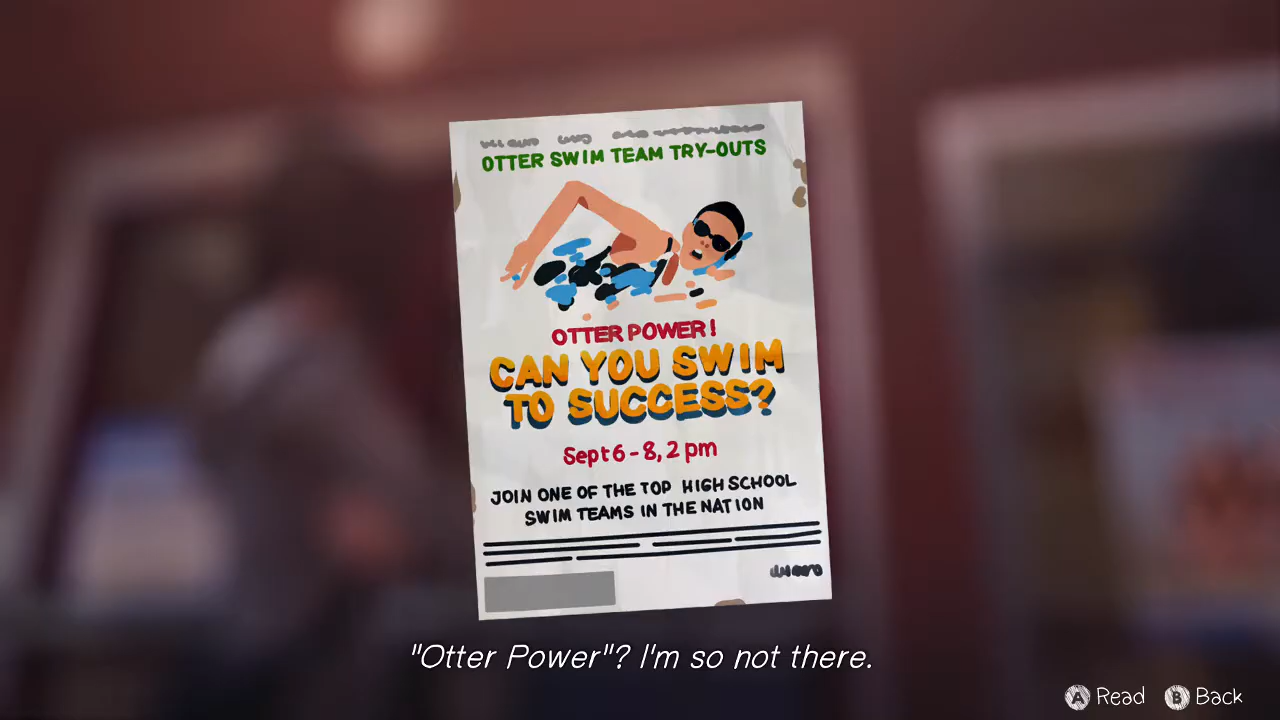 OTTER SWIM TEAM TRY-OUTS
OTTER POWER!
CAN YOU SWIM
TO SUCCESS?
Sept 6 - 8, 2 pm
JOIN ONE OF THE TOP HIGH SCHOOL
SWIM TEAMS IN THE NATION
"Otter Power"? I'm so not there.
A Read B Back